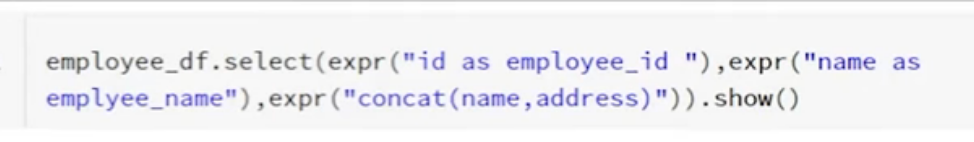 employee_df.select(expr("id as employee_id "),expr("name as
emplyee_name"),expr("concat(name,address)")).show()